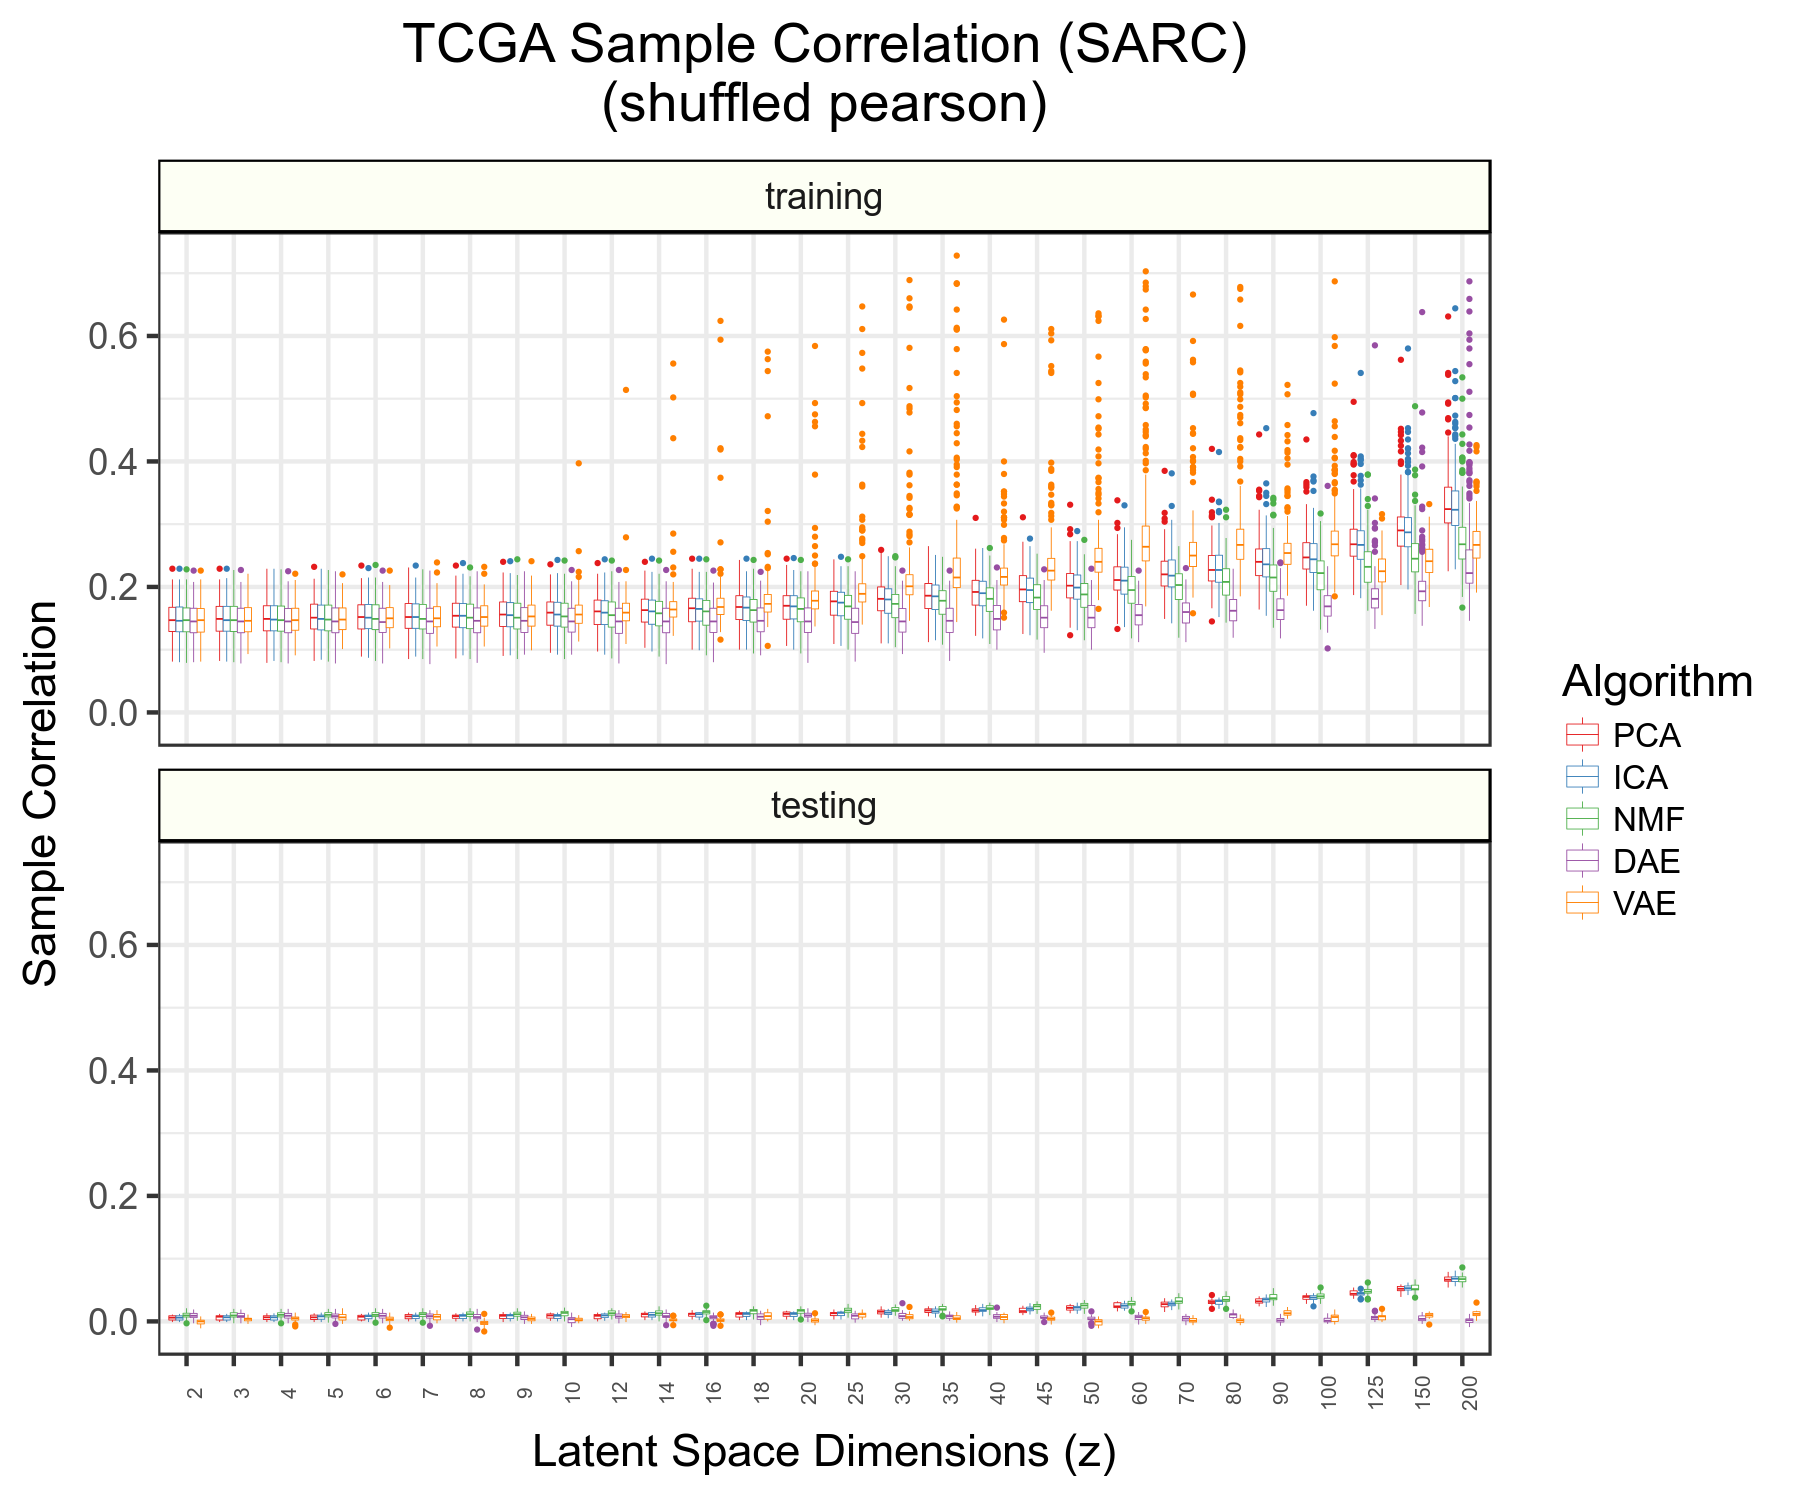 TCGA Sample Correlation (SARC)
(shuffled pearson)
training
0.6
0.4
0.2
0.0
testing
0.6
0.4
0.2
0.0
Sample Correlation
2 3 4 5 6 7 8 9 10 12 14 16 18 20 25 30 35 40 45 50 60 70 80 90 100 125 150 200
Latent Space Dimensions (z)
Algorithm
PCA
ICA
NMF
DAE
VAE